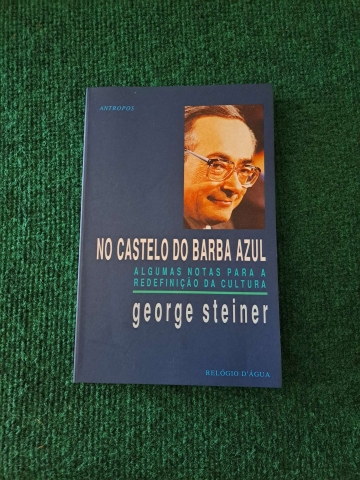 ANTROPOS
NO CASTELO DO BARBA AZUL
ALGUMAS NOTAS PARA A
REDEFINIÇÃO DA CULTURA
george steiner
RELÓGIO D'ÁGUA